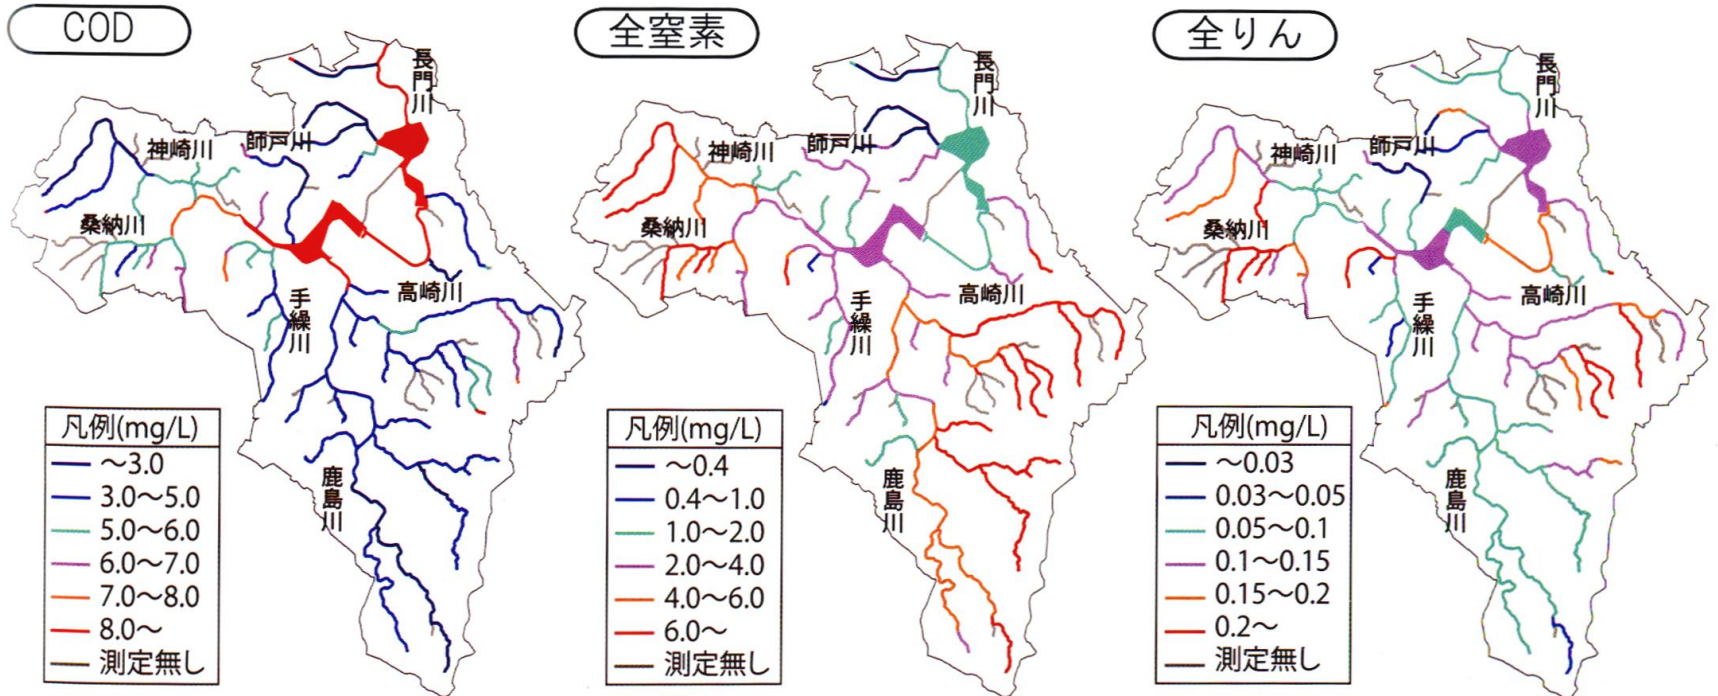 COD
長門川
神崎川
師戸川
桑納川
手繰川
高崎川
鹿島川
凡例(mg/L)
～3.0
3.0～5.0
5.0～6.0
6.0～7.0
7.0～8.0
8.0～
測定無し
全窒素
長門川
神崎川
師戸川
桑納川
手繰川
高崎川
鹿島川
凡例(mg/L)
～0.4
0.4～1.0
1.0～2.0
2.0～4.0
4.0～6.0
6.0～
測定無し
全りん
長門川
神崎川
師戸川
桑納川
手繰川
高崎川
鹿島川
凡例(mg/L)
～0.03
0.03～0.05
0.05～0.1
0.1～0.15
0.15～0.2
0.2～
測定無し